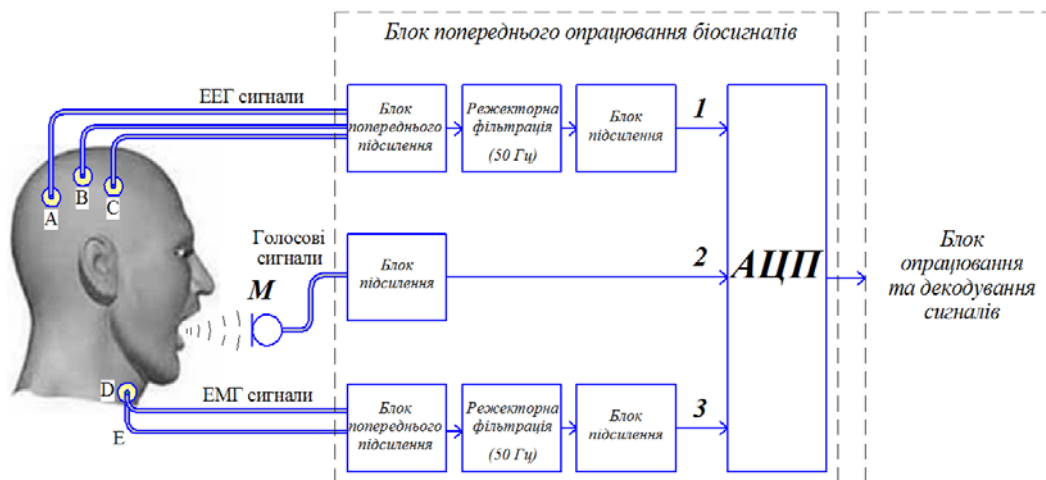 Блок попереднього опрацювання біосигналів
ЕЕГ сигнали
Блок
попереднього
підсилення
Режекторна
фільтрація
(50 Гц)
Блок
підсилення
1
A
B
C
Голосові
сигнали
М
Блок
підсилення
2
АЦП
Блок
опрацювання
та декодування
сигналів
D
E
ЕМГ сигнали
Блок
попереднього
підсилення
Режекторна
фільтрація
(50 Гц)
Блок
підсилення
3